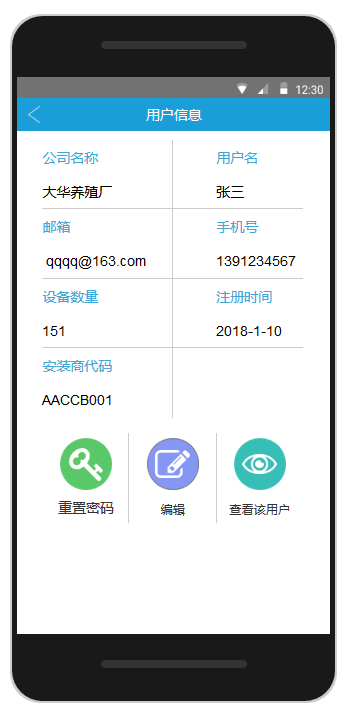 12:30
用户信息
公司名称 用户名
大华养殖厂 张三
邮箱 手机号
qqqq@163.com 1391234567
设备数量 注册时间
151 2018-1-10
安装商代码
AACCB001
重置密码 编辑 查看该用户